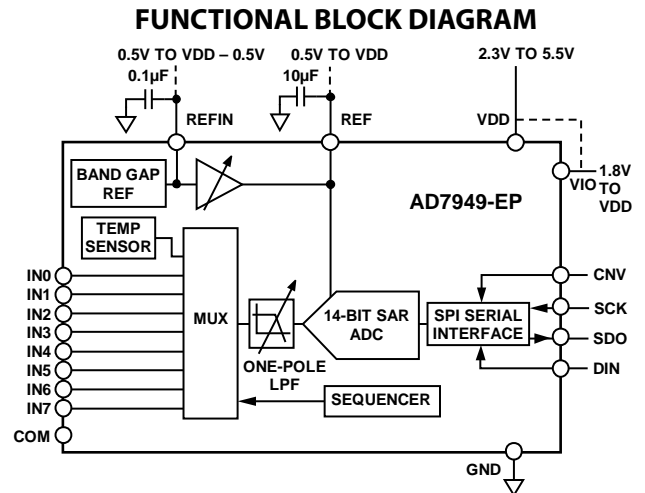 FUNCTIONAL BLOCK DIAGRAM
0.5V TO VDD – 0.5V
0.5V TO VDD
2.3V TO 5.5V
0.1µF
10µF
REFIN
REF
VDD
BAND GAP
REF
VIO
1.8V
TO
VDD
AD7949-EP
TEMP
SENSOR
IN0
IN1
IN2
IN3
IN4
IN5
IN6
IN7
COM
MUX
ONE-POLE
LPF
14-BIT SAR
ADC
SPI SERIAL
INTERFACE
CNV
SCK
SDO
DIN
SEQUENCER
GND